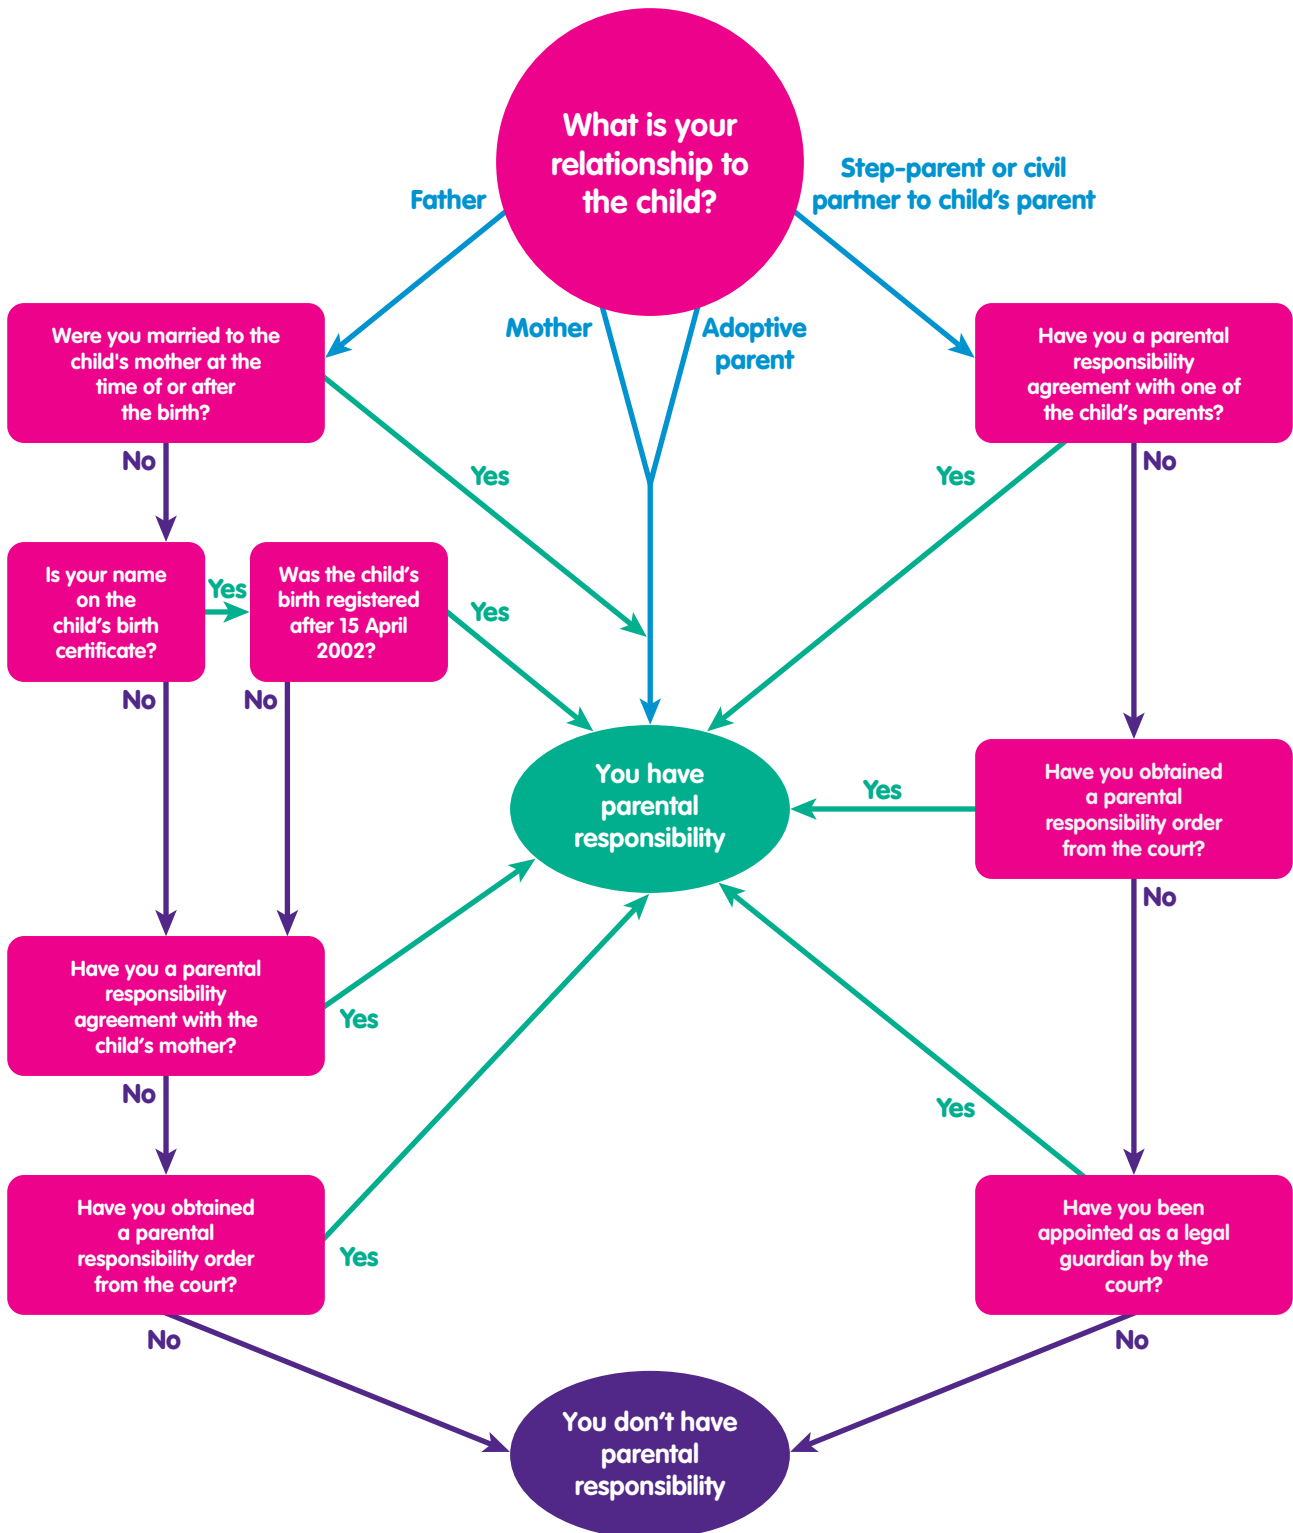 What is your
relationship to
the child?
Father
Step-parent or civil
partner to child's parent
Mother
Adoptive
parent
Were you married to the
child's mother at the
time of or after
the birth?
Have you a parental
responsibility
agreement with one of
the child's parents?
No
Yes
Yes
No
Is your name
on the
child's birth
certificate?
Yes
Was the child's
birth registered
after 15 April
2002?
Yes
No
No
You have
parental
responsibility
Yes
Have you obtained
a parental
responsibility order
from the court?
No
Have you a parental
responsibility
agreement with the
child's mother?
Yes
No
Yes
Have you obtained
a parental
responsibility order
from the court?
Yes
Have you been
appointed as a legal
guardian by the
court?
No
No
You don't have
parental
responsibility